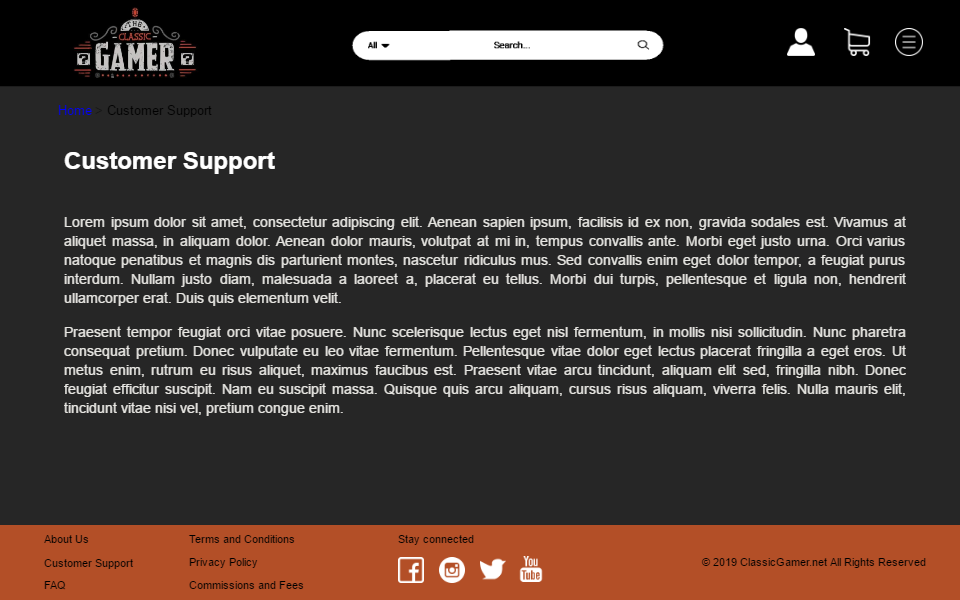 THE
CLASSIC
GAMER
All
Search...
Home > Customer Support
Customer Support
Lorem ipsum dolor sit amet, consectetur adipiscing elit. Aenean sapien ipsum, facilisis id ex non, gravida sodales est. Vivamus at
aliquet massa, in aliquam dolor. Aenean dolor mauris, volutpat at mi in, tempus convallis ante. Morbi eget justo urna. Orci varius
natoque penatibus et magnis dis parturient montes, nascetur ridiculus mus. Sed convallis enim eget dolor tempor, a feugiat purus
interdum. Nullam justo diam, malesuada a laoreet a, placerat eu tellus. Morbi dui turpis, pellentesque et ligula non, hendrerit
ullamcorper erat. Duis quis elementum velit.
Praesent tempor feugiat orci vitae posuere. Nunc scelerisque lectus eget nisl fermentum, in mollis nisi sollicitudin. Nunc pharetra
consequat pretium. Donec vulputate eu leo vitae fermentum. Pellentesque vitae dolor eget lectus placerat fringilla a eget eros. Ut
metus enim, rutrum eu risus aliquet, maximus faucibus est. Praesent vitae arcu tincidunt, aliquam elit sed, fringilla nibh. Donec
feugiat efficitur suscipit. Nam eu suscipit massa. Quisque quis arcu aliquam, cursus risus aliquam, viverra felis. Nulla mauris elit,
tincidunt vitae nisi vel, pretium congue enim.
About Us
Customer Support
FAQ
Terms and Conditions
Privacy Policy
Commissions and Fees
Stay connected
You
Tube
© 2019 ClassicGamer.net All Rights Reserved